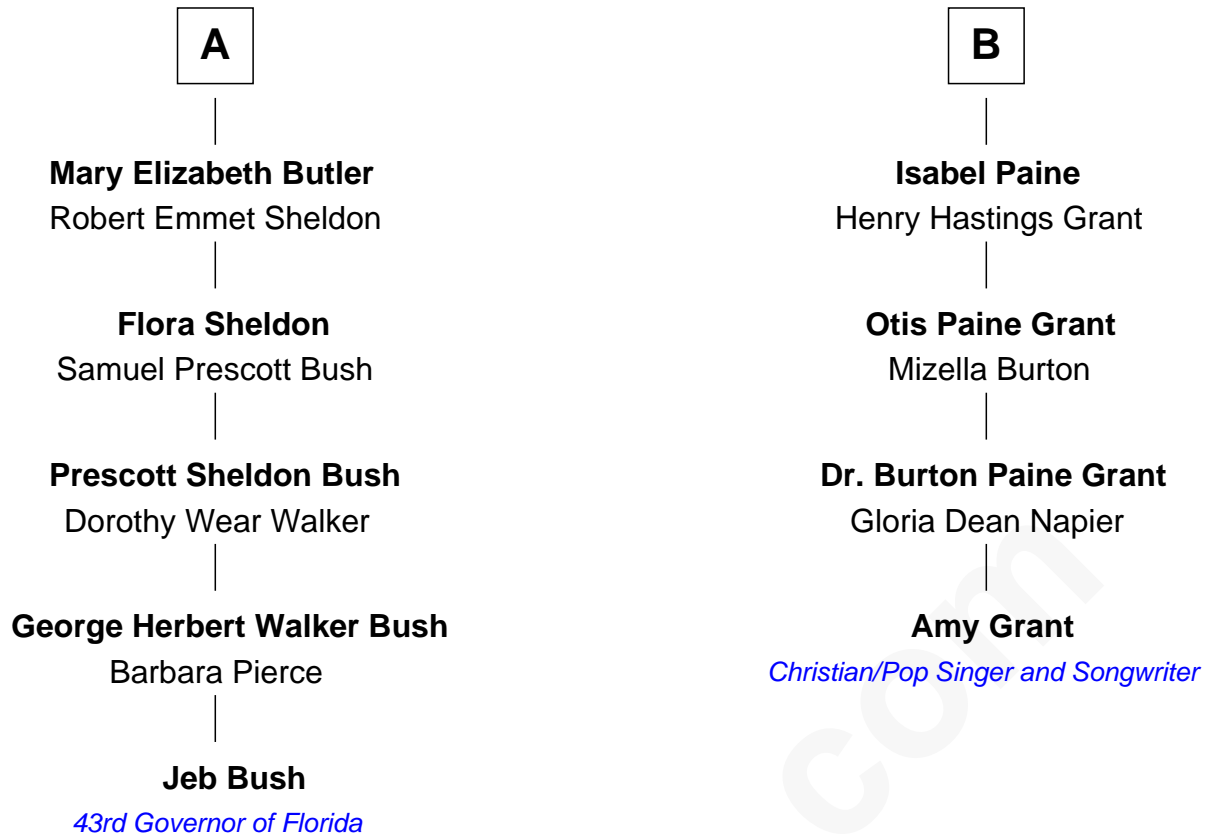 A
Mary Elizabeth Butler
Robert Emmet Sheldon
Flora Sheldon
Samuel Prescott Bush
Prescott Sheldon Bush
Dorothy Wear Walker
George Herbert Walker Bush
Barbara Pierce
Jeb Bush
43rd Governor of Florida
B
Isabel Paine
Henry Hastings Grant
Otis Paine Grant
Mizella Burton
Dr. Burton Paine Grant
Gloria Dean Napier
Amy Grant
Christian/Pop Singer and Songwriter
com